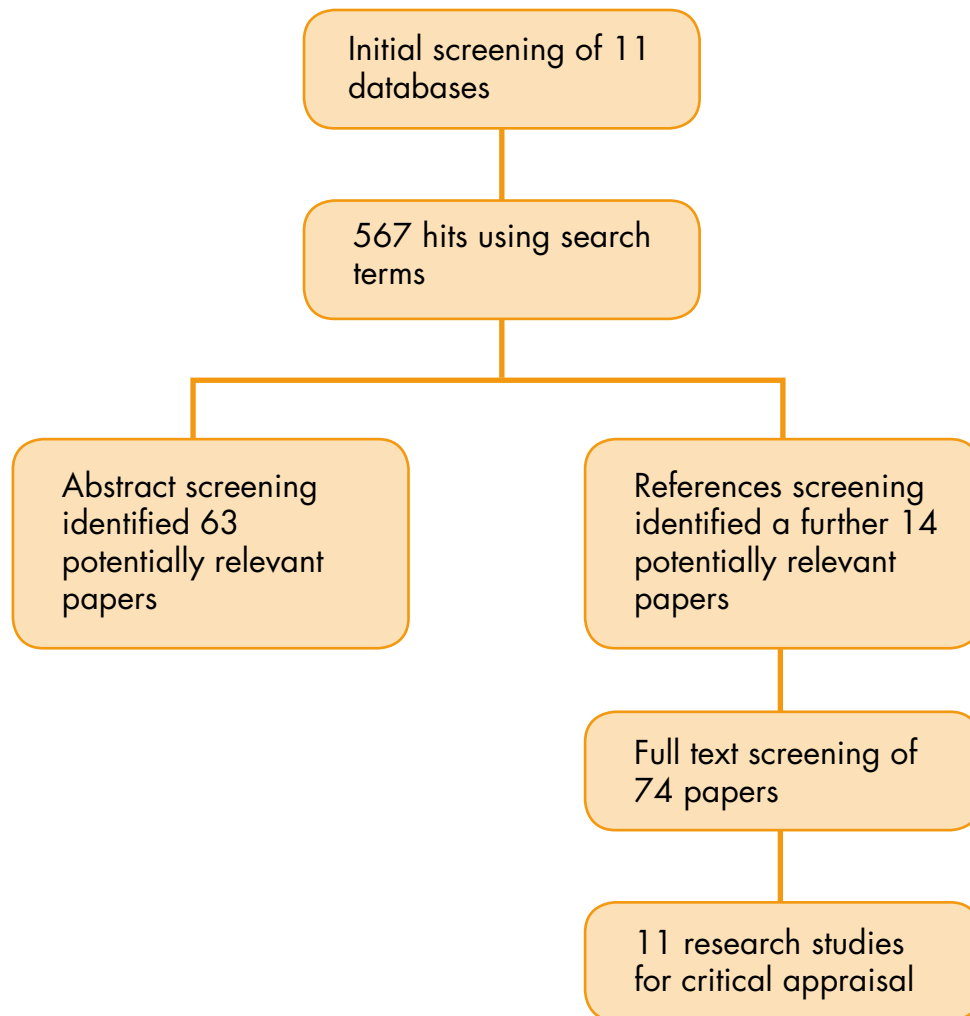 Initial screening of 11
databases
567 hits using search
terms
Abstract screening
identified 63
potentially relevant
papers
References screening
identified a further 14
potentially relevant
papers
Full text screening of
74 papers
11 research studies
for critical appraisal